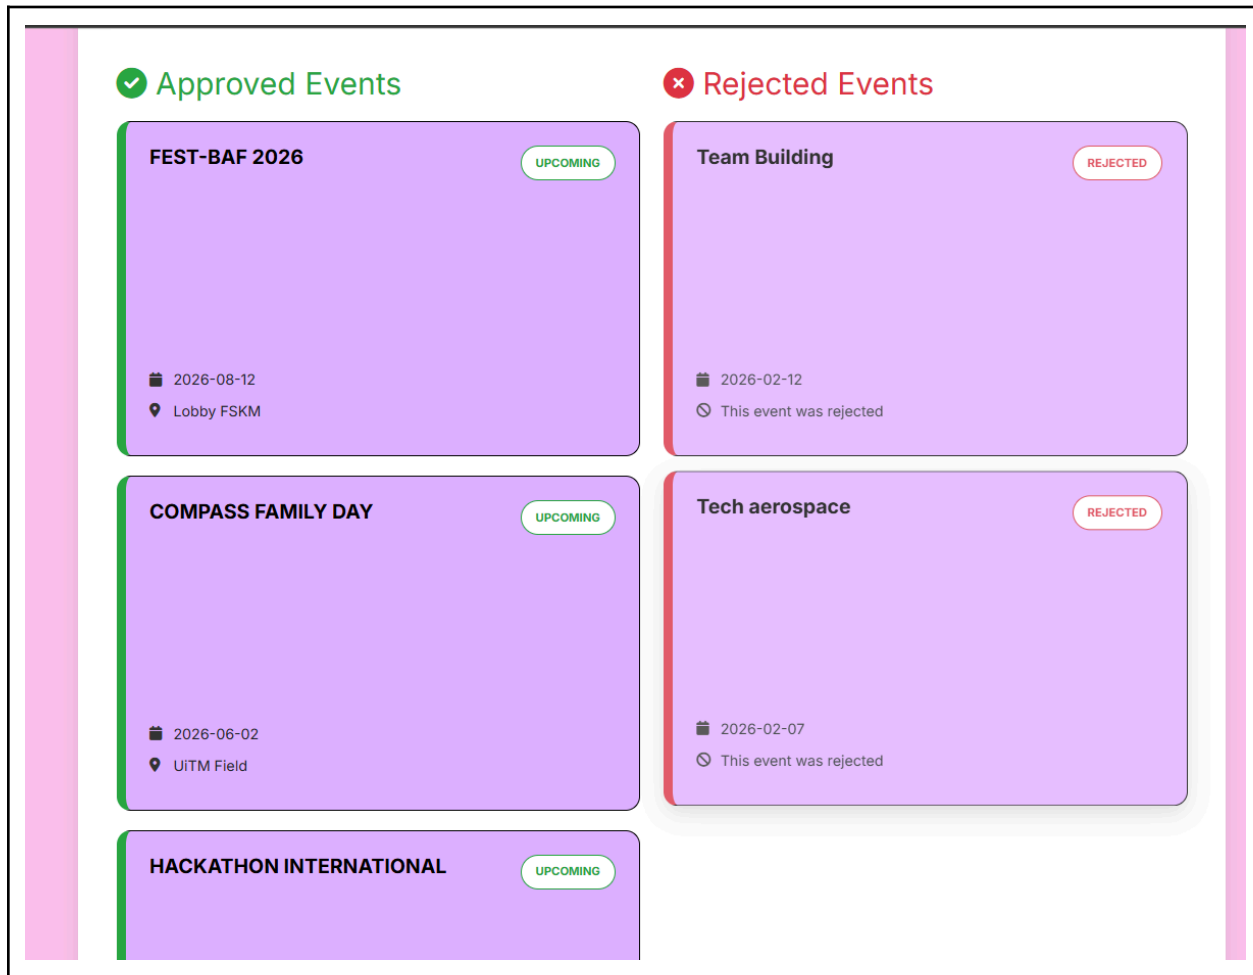 Approved Events
FEST-BAF 2026
UPCOMING
2026-08-12
Lobby FSKM
COMPASS FAMILY DAY
UPCOMING
2026-06-02
UiTM Field
HACKATHON INTERNATIONAL
UPCOMING
Rejected Events
Team Building
REJECTED
2026-02-12
This event was rejected
Tech aerospace
REJECTED
2026-02-07
This event was rejected